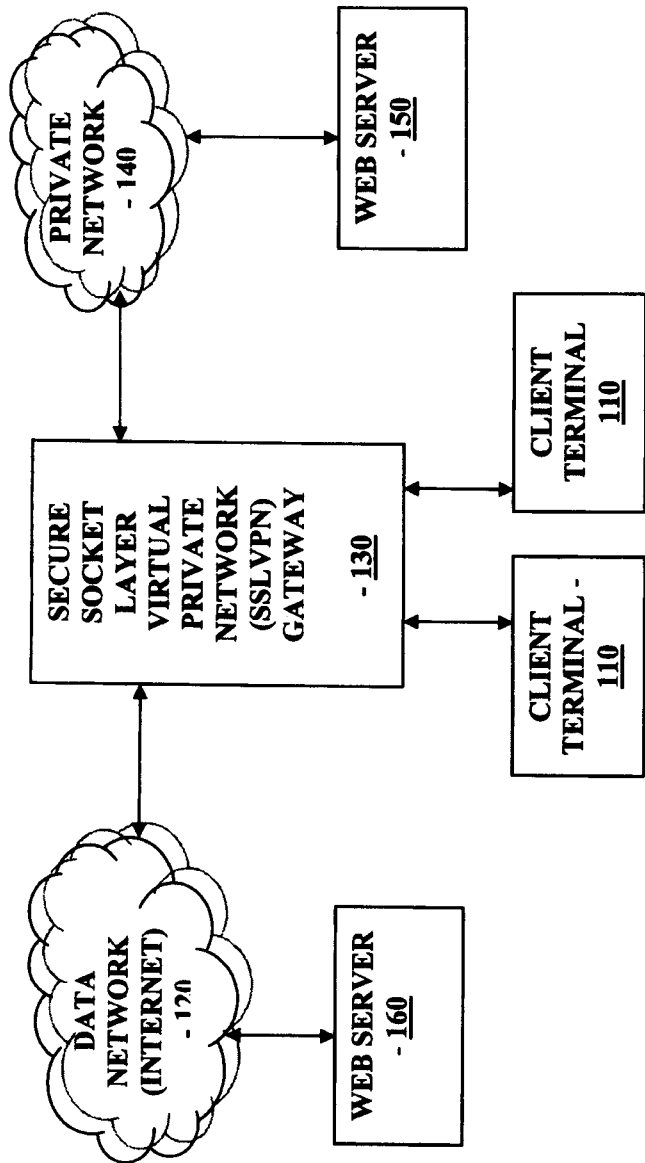 DATA
NETWORK
(INTERNET)
- 120
WEB SERVER
- 160
SECURE
SOCKET
LAYER
VIRTUAL
PRIVATE
NETWORK
(SSLVPN)
GATEWAY
- 130
CLIENT
TERMINAL -
110
CLIENT
TERMINAL
110
PRIVATE
NETWORK
- 140
WEB SERVER
- 150